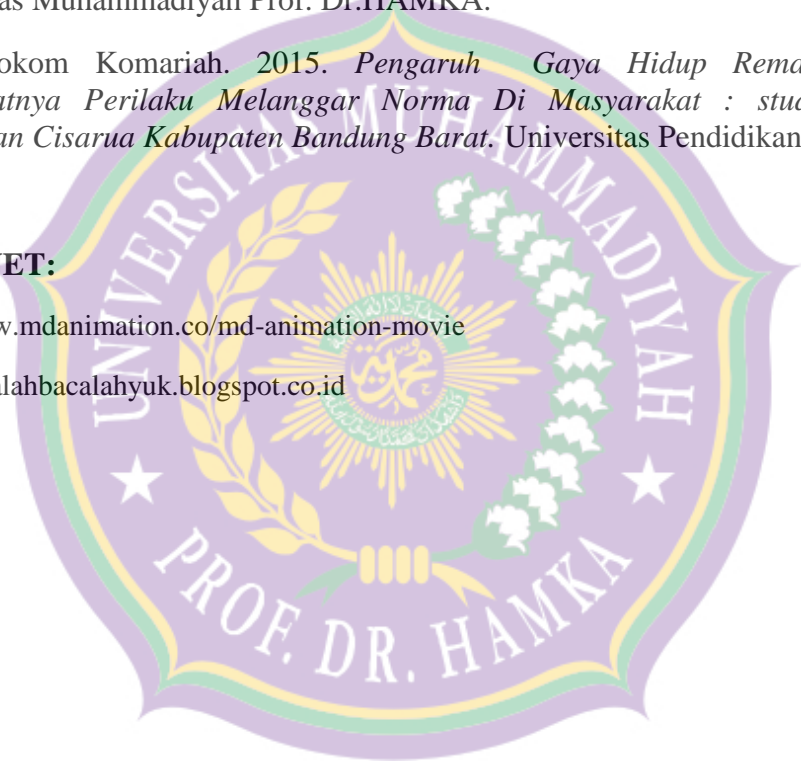 as Muhammadiyah Prof. Dr.HAMKA.
okom Komariah. 2015. Pengaruh Gaya Hidup Rema
atnya Perilaku Melanggar Norma Di Masyarakat : stud
an Cisarua Kabupaten Bandung Barat. Universitas Pendidikan
ET:
w.mdanimation.co/md-animation-movie
alahbacalahyuk.blogspot.co.id
UNIVERSITAS MUHAMMADIYAH
PROF. DR. HAMKA